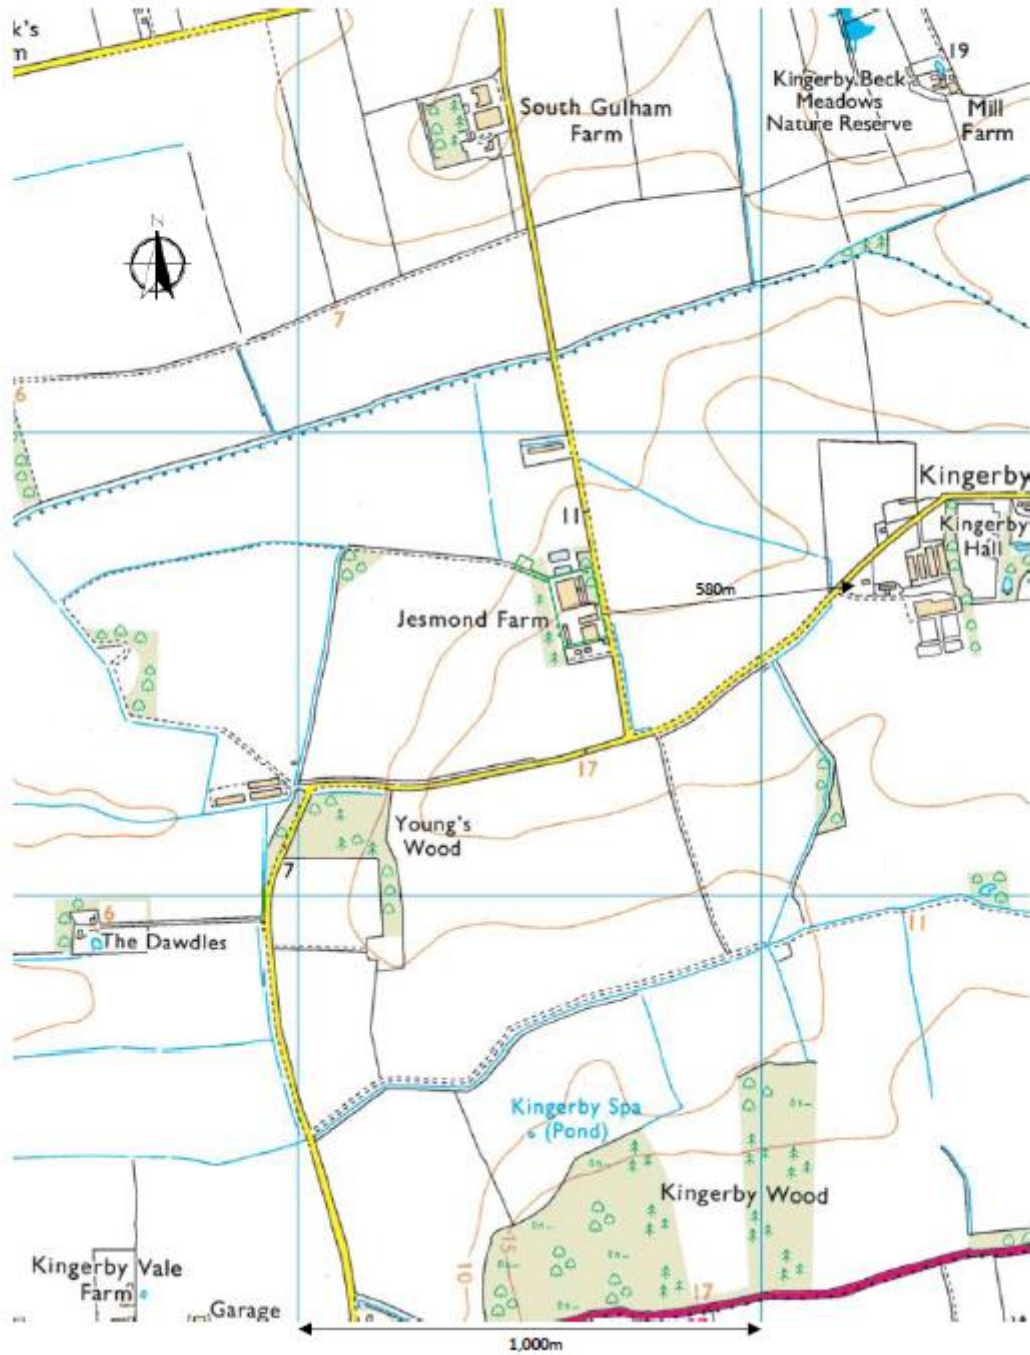 k's
m
South Gulham
Farm
Kingerby Beck
Meadows
Nature Reserve
19
Mill
Farm
N
7
6
Kingerby
Kingerby
Hall
11
580m
Jesmond Farm
17
Young's
Wood
7
6
The Dawdles
11
Kingerby Spa
(Pond)
Kingerby Wood
15
10
17
Kingerby Vale
Farm
Garage
1,000m